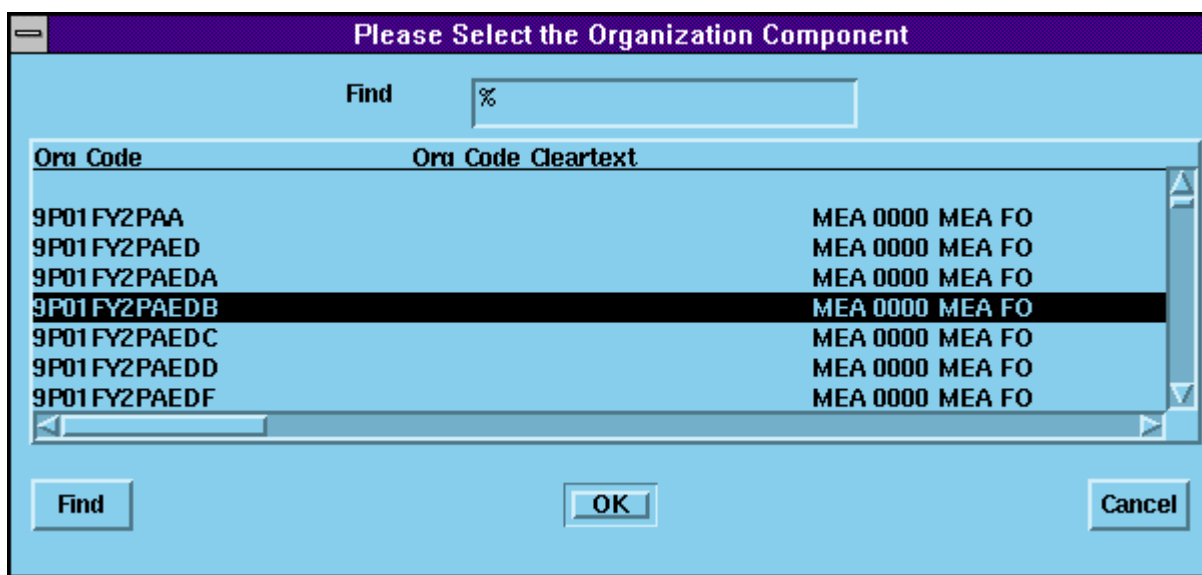 Please Select the Organization Component
Find %
Org Code Org Code Cleartext
9P01FY2PAA MEA 0000 MEA FO
9P01FY2PAED MEA 0000 MEA FO
9P01FY2PAEDA MEA 0000 MEA FO
9P01FY2PAEDB MEA 0000 MEA FO
9P01FY2PAEDC MEA 0000 MEA FO
9P01FY2PAEDD MEA 0000 MEA FO
9P01FY2PAEDF MEA 0000 MEA FO
Find OK Cancel